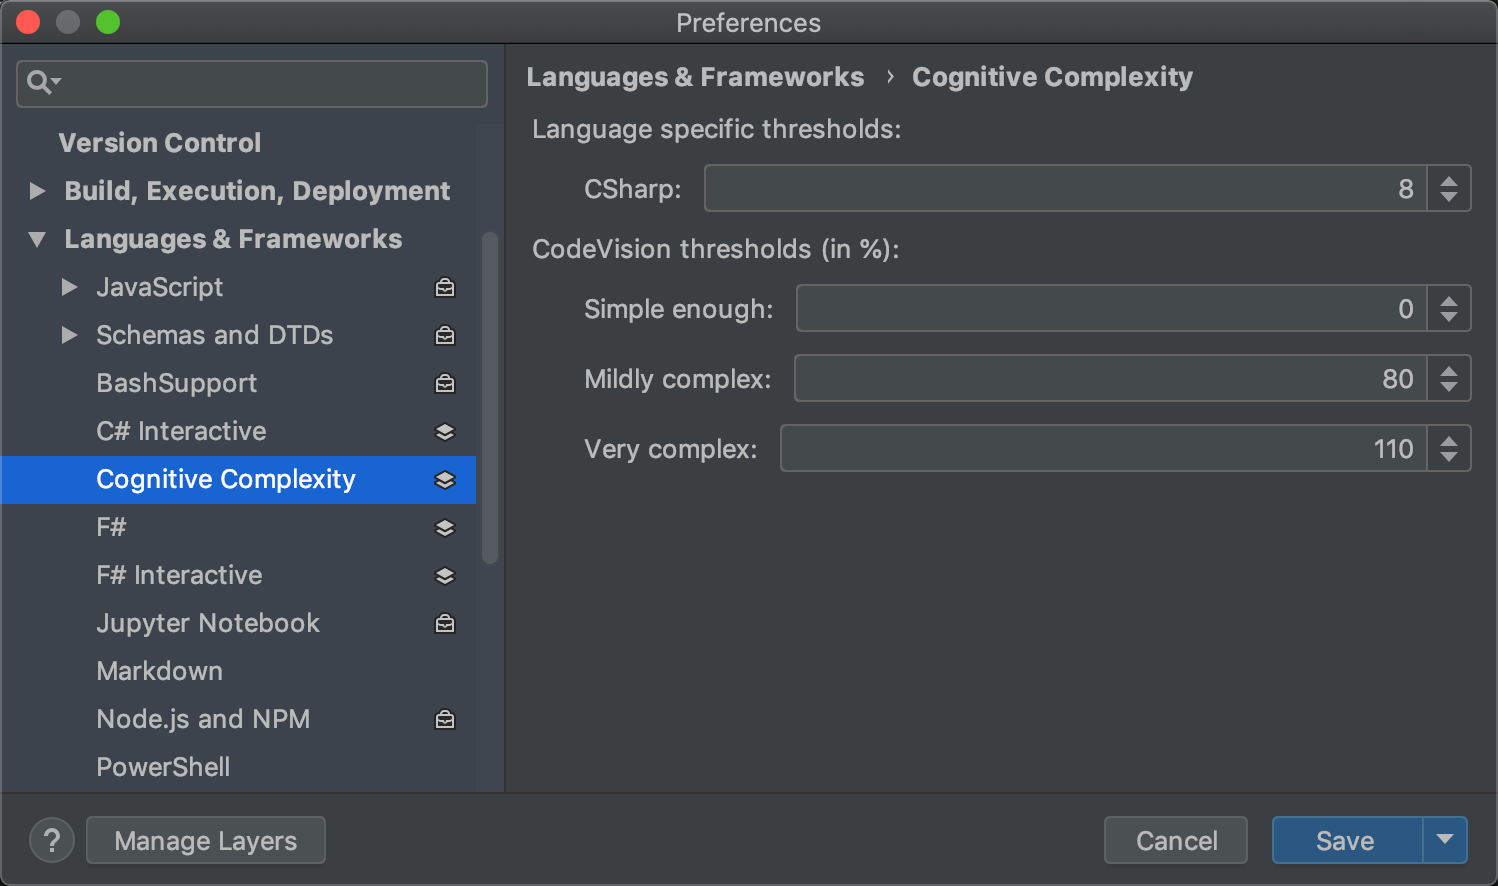 Preferences
Version Control
Build, Execution, Deployment
Languages & Frameworks
JavaScript
Schemas and DTDs
BashSupport
C# Interactive
Cognitive Complexity
F#
F# Interactive
Jupyter Notebook
Markdown
Node.js and NPM
PowerShell
Languages & Frameworks › Cognitive Complexity
Language specific thresholds:
CSharp: 8
CodeVision thresholds (in %):
Simple enough: 0
Mildly complex: 80
Very complex: 110
? Manage Layers Cancel Save